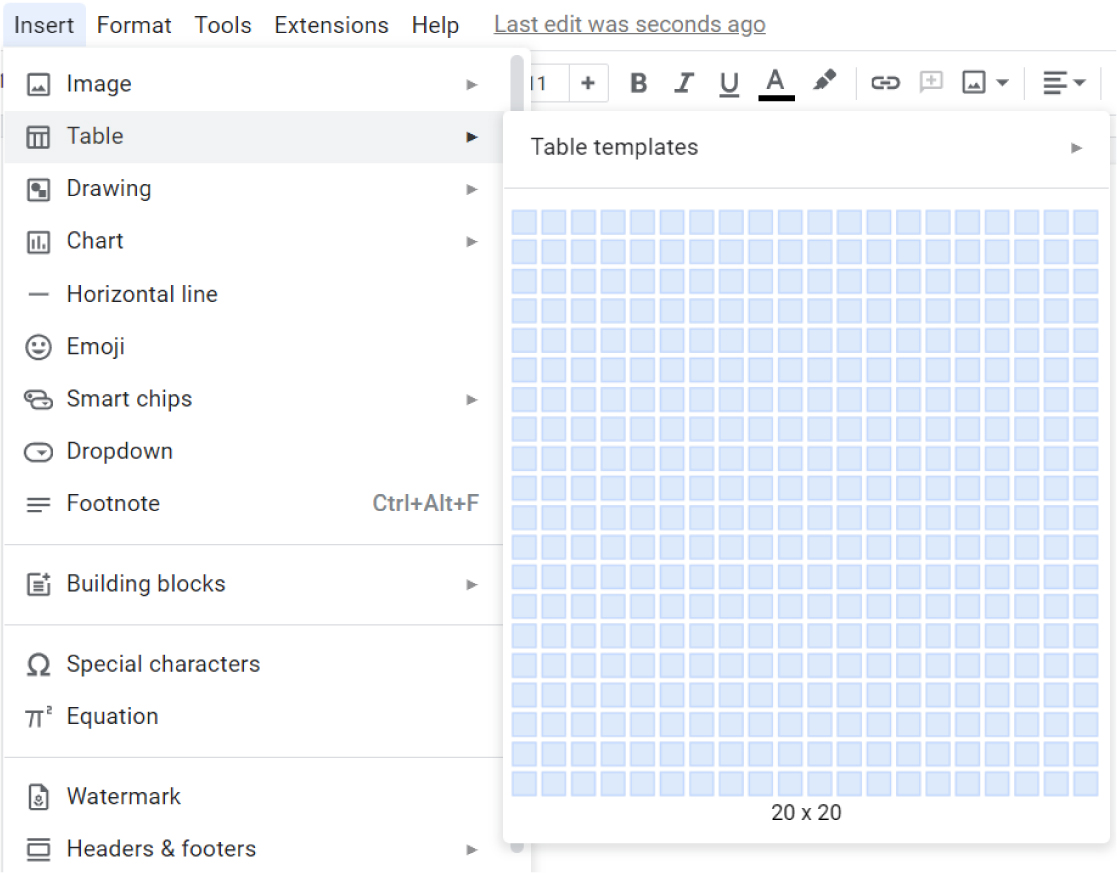 Insert Format Tools Extensions Help Last edit was seconds ago
11 + B I U A
Image
Table
Drawing
Chart
Horizontal line
Emoji
Smart chips
Dropdown
Footnote Ctrl+Alt+F
Building blocks
Ω Special characters
π² Equation
Watermark
Headers & footers
Table templates
20 x 20